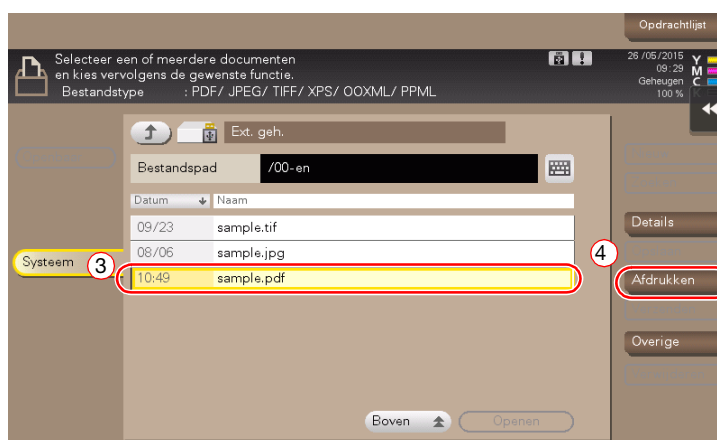 Opdrachtlijst
Selecteer een of meerdere documenten
en kies vervolgens de gewenste functie.
Bestandstype : PDF/ JPEG/ TIFF/ XPS/ OOXML/ PPML
26 /05/2015
09:29
Geheugen
100 %
Y
M
C
K
Ext. geh.
Bestandspad /00-en
Datum Naam
09/23 sample.tif
08/06 sample.jpg
10:49 sample.pdf
Systeem
3
4
Details
Afdrukken
Overige
Boven
Openen